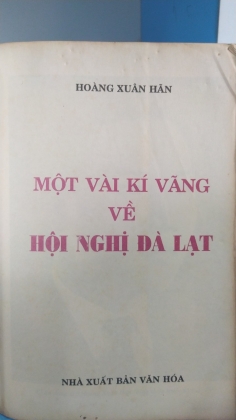 HOÀNG XUÂN HÃN
MỘT VÀI KÍ VÃNG
VỀ
HỘI NGHỊ ĐÀ LẠT
NHÀ XUẤT BẢN VĂN HÓA